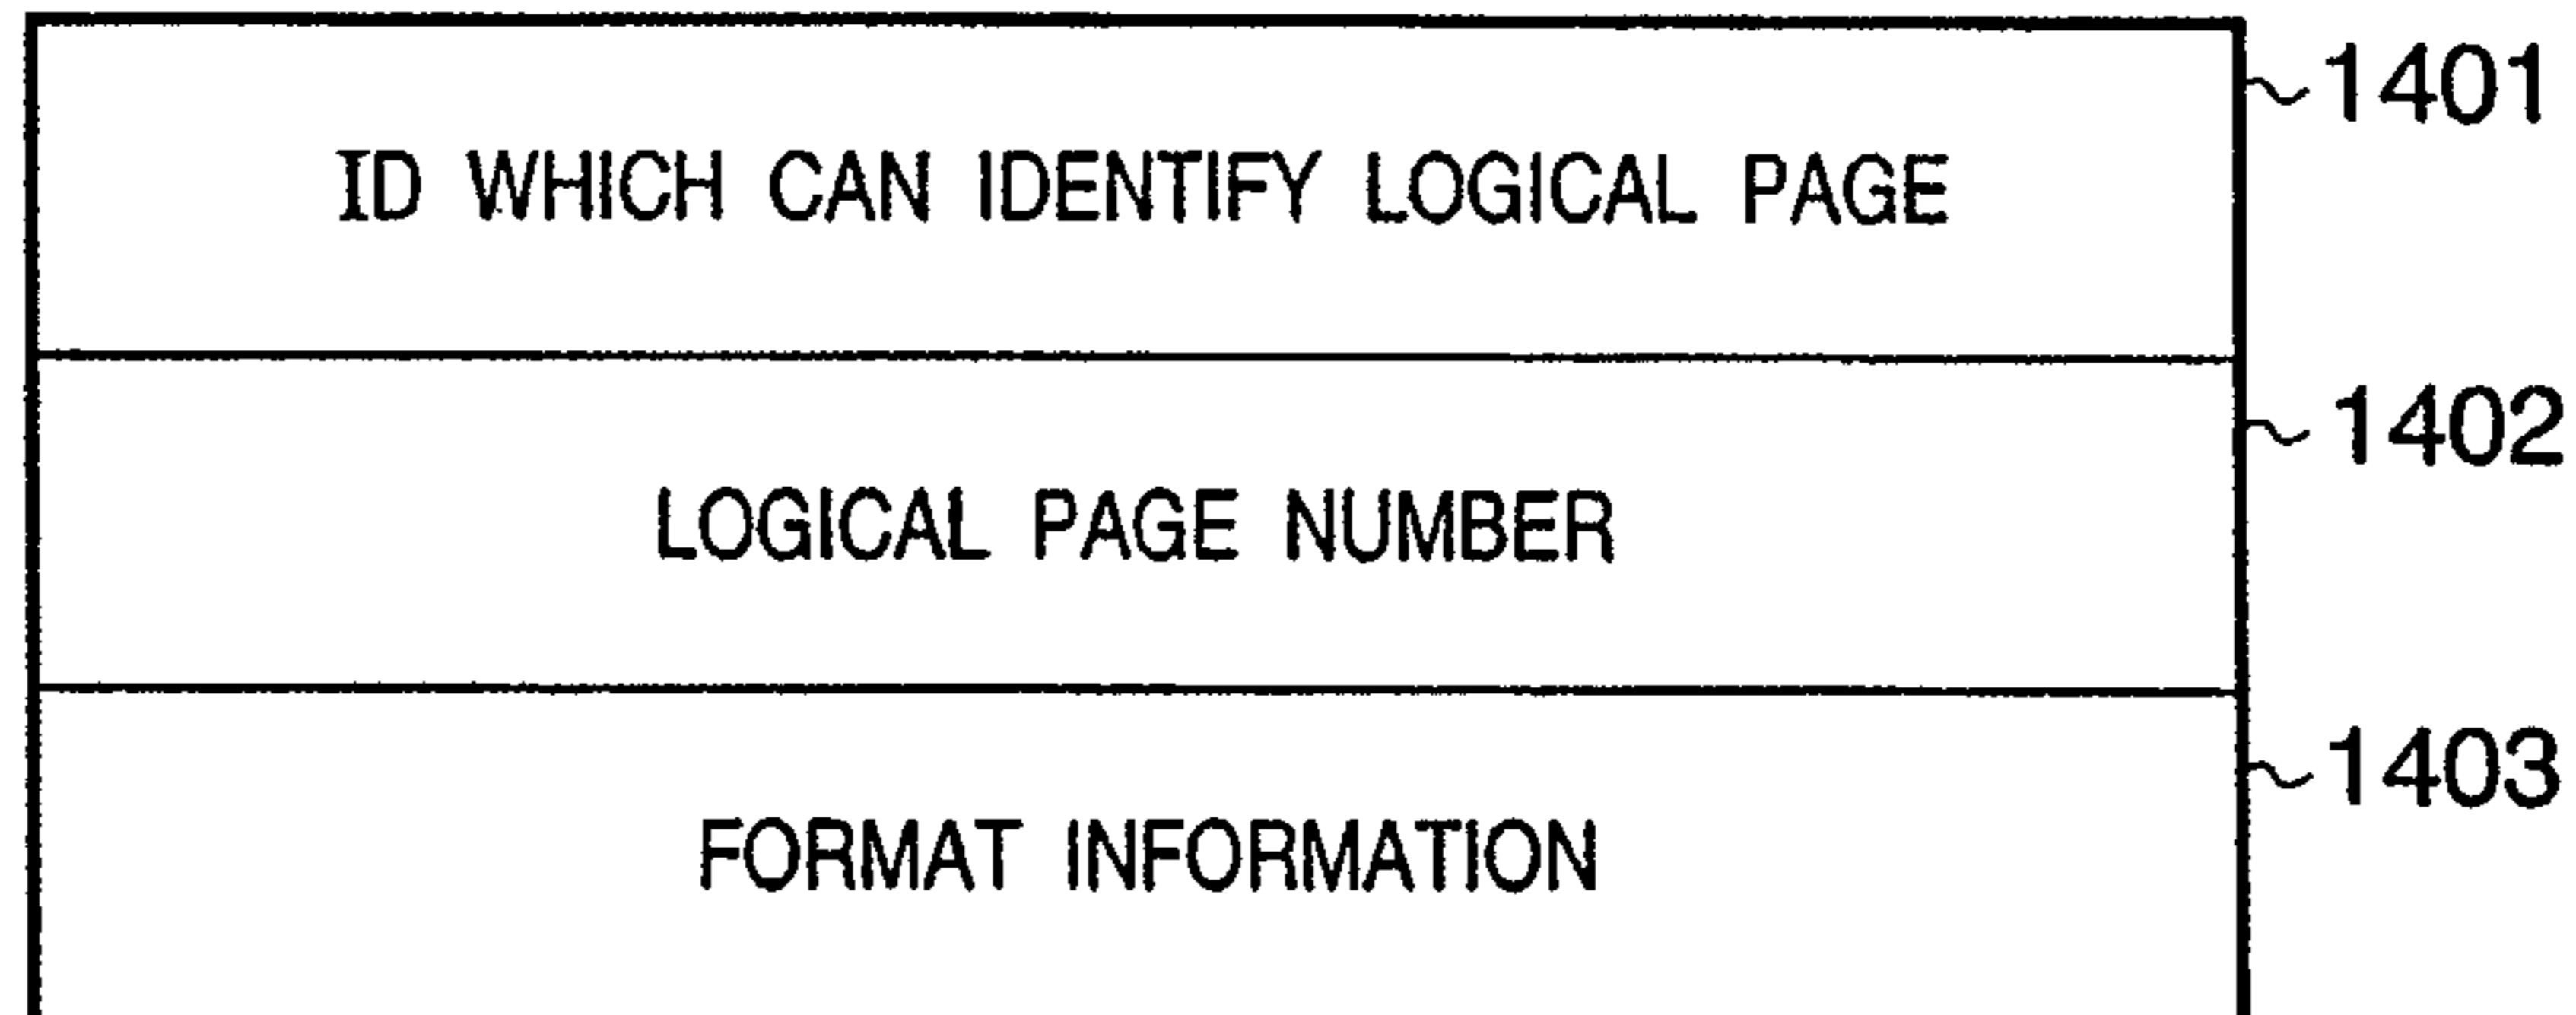 1401
ID WHICH CAN IDENTIFY LOGICAL PAGE
1402
LOGICAL PAGE NUMBER
1403
FORMAT INFORMATION